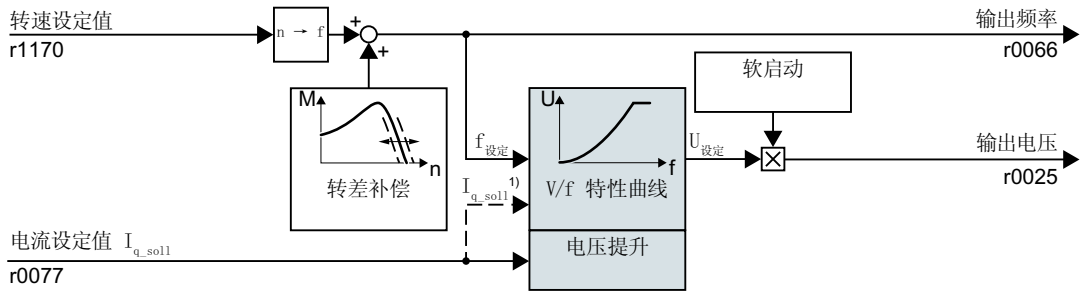 转速设定值
r1170
n → f
+
+
输出频率
r0066
软启动
M
n
转差补偿
U
f
V/f 特性曲线
f设定
U设定
Iq_soll 1)
输出电压
r0025
电压提升
电流设定值 Iq_soll
r0077